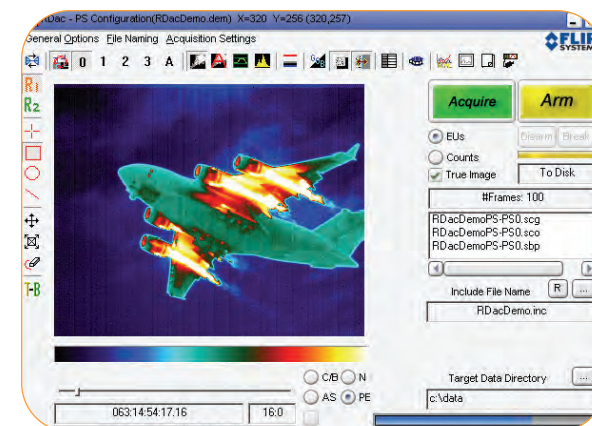 Dac - PS Configuration(RDacDemo.dem) X=320 Y=256 (320,257)
General Options File Naming Acquisition Settings
FLIR
SYSTEM
0 1 2 3 A
R1
R2
T-B
Acquire Arm
EUs Disarm Break
Counts
True Image To Disk
#Frames: 100
RDacDemoPS-PS0.scg
RDacDemoPS-PS0.sco
RDacDemoPS-PS0.sbp
Include File Name R ...
RDacDemo.inc
C/B N
AS PE
Target Data Directory ...
c:\data
063:14:54:17.16 16:0